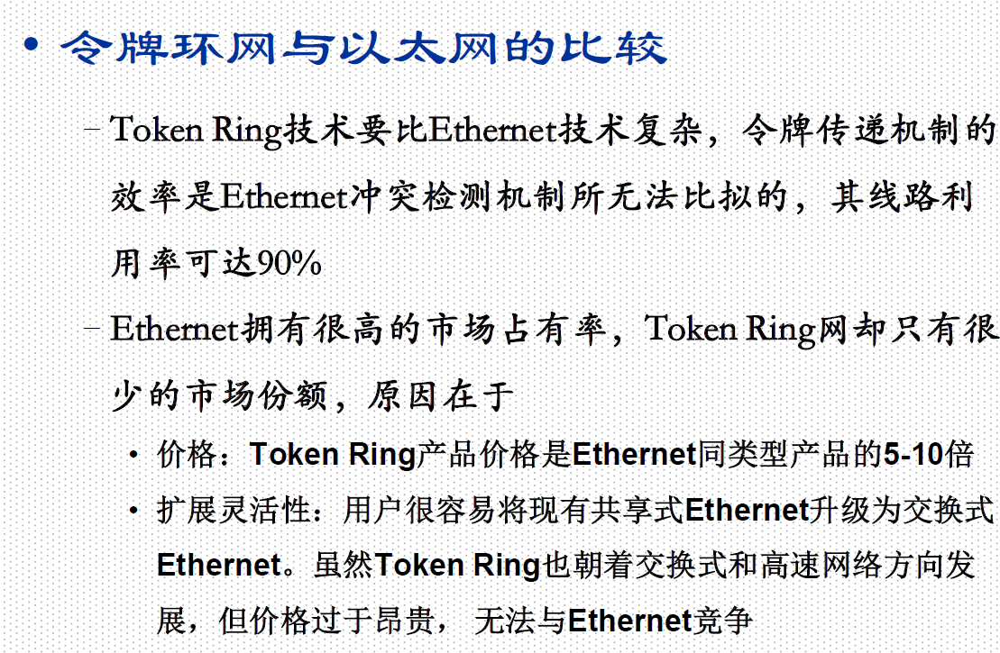 • 令牌环网与以太网的比较
– Token Ring技术要比Ethernet技术复杂，令牌传递机制的
效率是Ethernet冲突检测机制所无法比拟的，其线路利
用率可达90%
– Ethernet拥有很高的市场占有率，Token Ring网却只有很
少的市场份额，原因在于
• 价格：Token Ring产品价格是Ethernet同类型产品的5-10倍
• 扩展灵活性：用户很容易将现有共享式Ethernet升级为交换式
Ethernet。虽然Token Ring也朝着交换式和高速网络方向发
展，但价格过于昂贵， 无法与Ethernet竞争